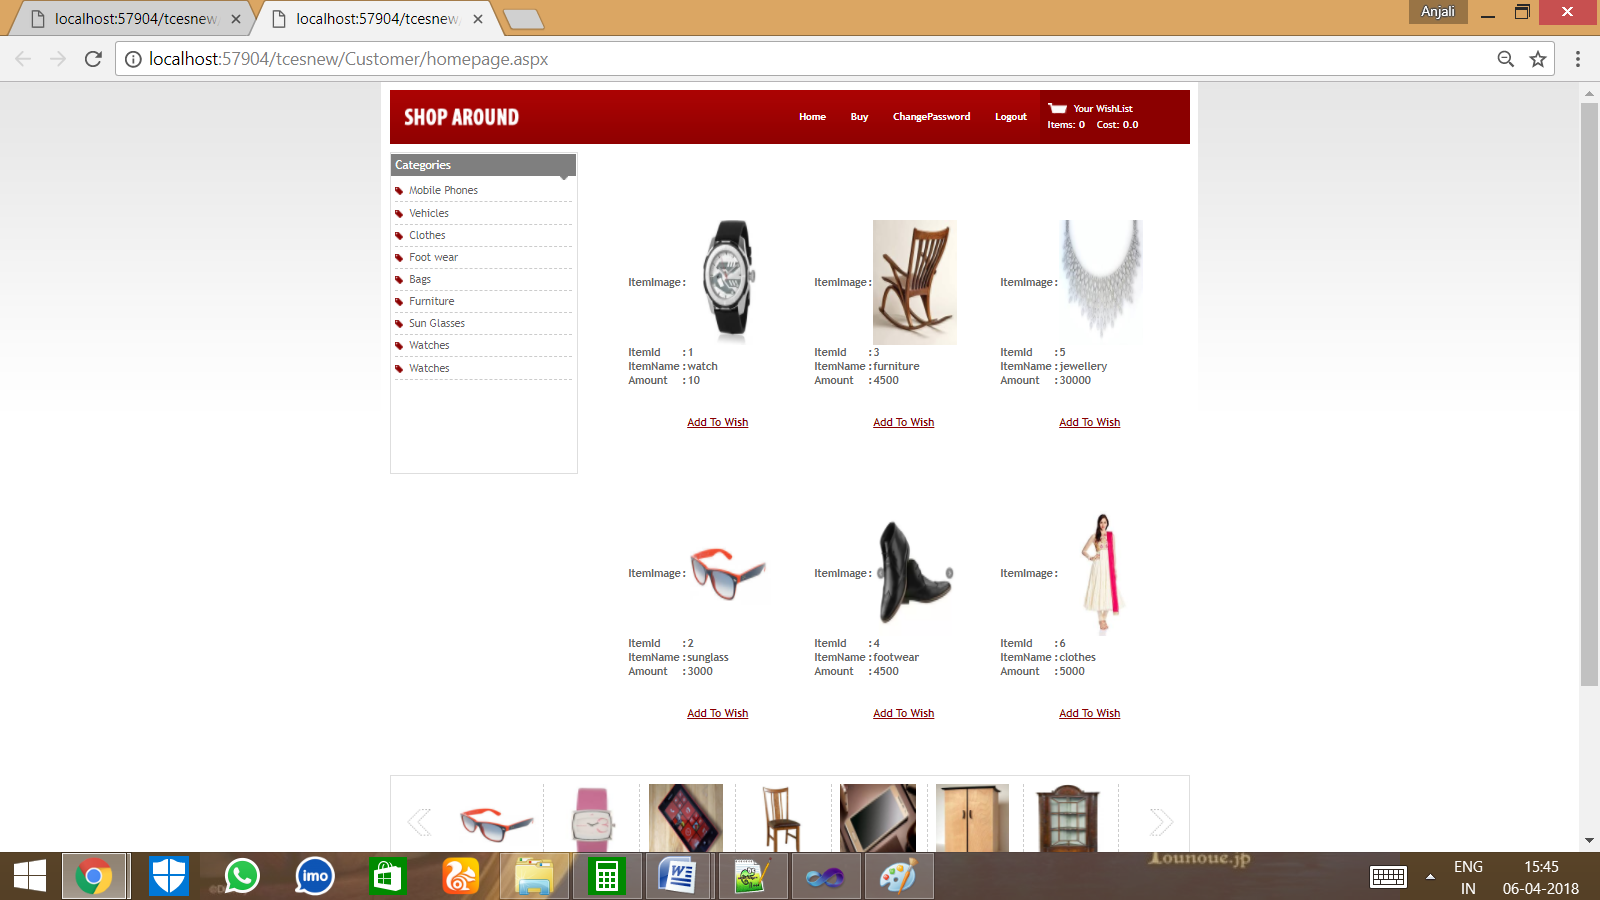 localhost:57904/tcesnew
localhost:57904/tcesnew
Anjali
localhost:57904/tcesnew/Customer/homepage.aspx
SHOP AROUND
Home Buy ChangePassword Logout
Your WishList
Items: 0 Cost: 0.0
Categories
Mobile Phones
Vehicles
Clothes
Foot wear
Bags
Furniture
Sun Glasses
Watches
Watches
ItemImage: ItemImage: ItemImage:
ItemId :1 ItemId :3 ItemId :5
ItemName :watch ItemName :furniture ItemName :jewellery
Amount :10 Amount :4500 Amount :30000
Add To Wish Add To Wish Add To Wish
ItemImage: ItemImage: ItemImage:
ItemId :2 ItemId :4 ItemId :6
ItemName :sunglass ItemName :footwear ItemName :clothes
Amount :3000 Amount :4500 Amount :5000
Add To Wish Add To Wish Add To Wish
imo
ENG
IN
15:45
06-04-2018